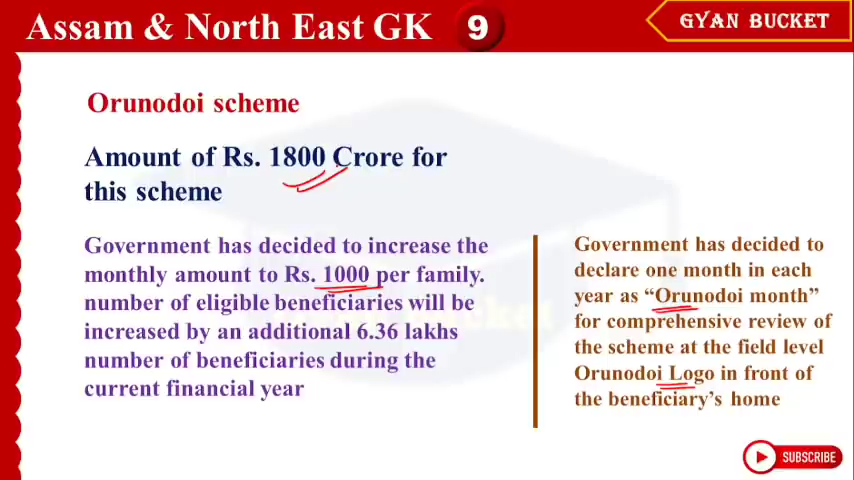 Assam & North East GK 9
GYAN BUCKET
Orunodoi scheme
Amount of Rs. 1800 Crore for
this scheme
Government has decided to increase the
monthly amount to Rs. 1000 per family.
number of eligible beneficiaries will be
increased by an additional 6.36 lakhs
number of beneficiaries during the
current financial year
Government has decided to
declare one month in each
year as “Orunodoi month”
for comprehensive review of
the scheme at the field level
Orunodoi Logo in front of
the beneficiary’s home
SUBSCRIBE